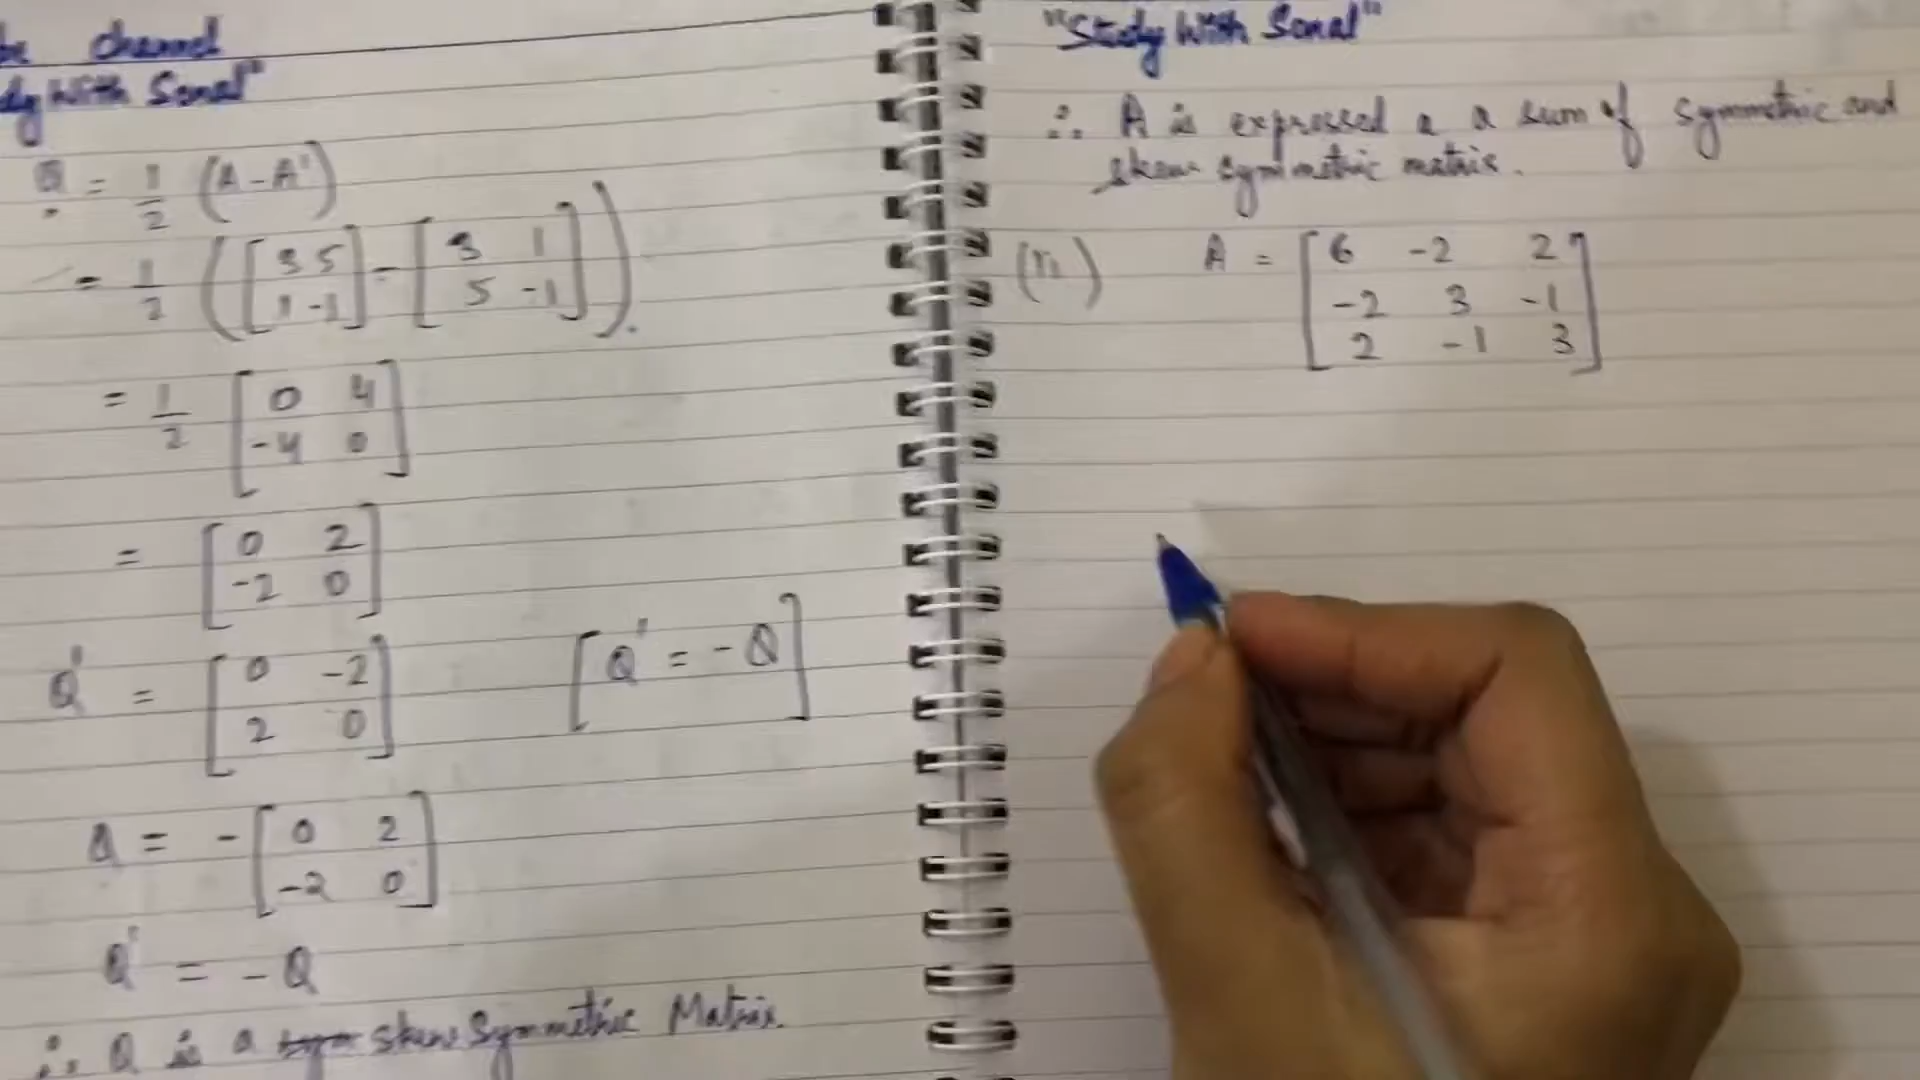 be channel
dy With Sonal"
Q = 1/2 (A - A')
= 1/2 ([3 5
1 -1] - [3 1
5 -1]).
= 1/2 [0 4
-4 0]
= [0 2
-2 0]
Q' = [0 -2
2 0] [Q' = -Q]
Q = -[0 2
-2 0]
Q' = -Q
∴ Q is a skew Symmetric Matrix.
"Study With Sonal"
∴ A is expressed a a sum of symmetric and
skew symmetric matrix.
A = [6 -2 2
-2 3 -1
2 -1 3]